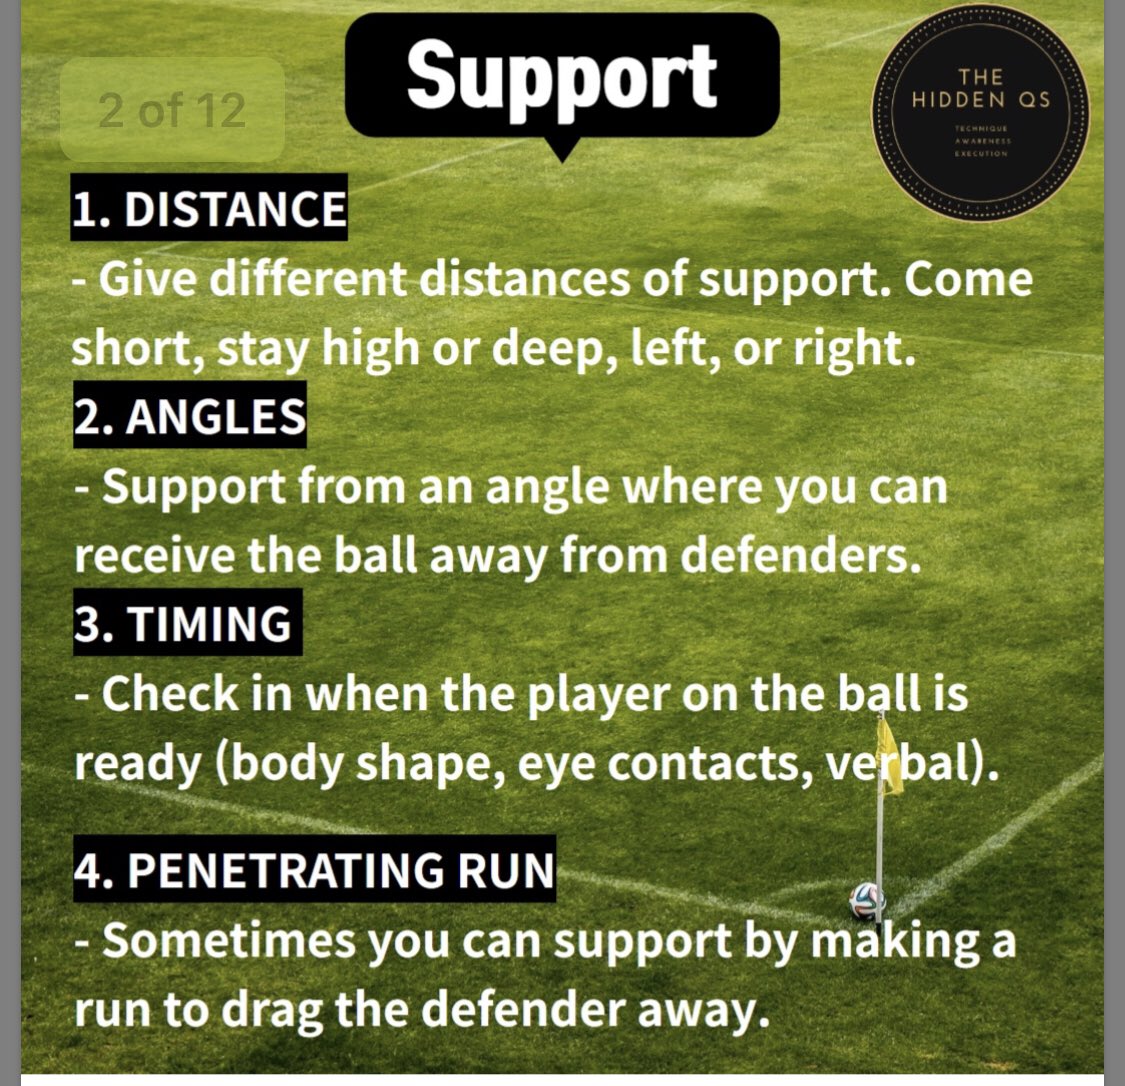 Support
2 of 12
THE
HIDDEN QS
TECHNIQUE
AWARENESS
EXECUTION
1. DISTANCE
- Give different distances of support. Come
short, stay high or deep, left, or right.
2. ANGLES
- Support from an angle where you can
receive the ball away from defenders.
3. TIMING
- Check in when the player on the ball is
ready (body shape, eye contacts, verbal).
4. PENETRATING RUN
- Sometimes you can support by making a
run to drag the defender away.